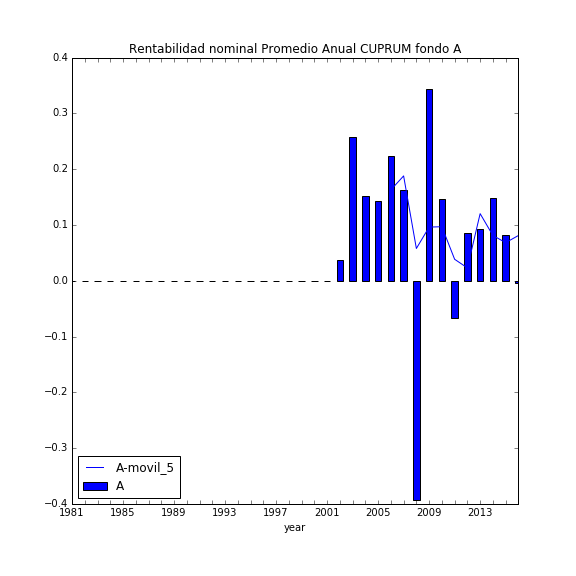 Rentabilidad nominal Promedio Anual CUPRUM fondo A
0.4
0.3
0.2
0.1
0.0
−0.1
−0.2
−0.3
−0.4
A-movil_5
A
1981 1985 1989 1993 1997 2001 2005 2009 2013
year